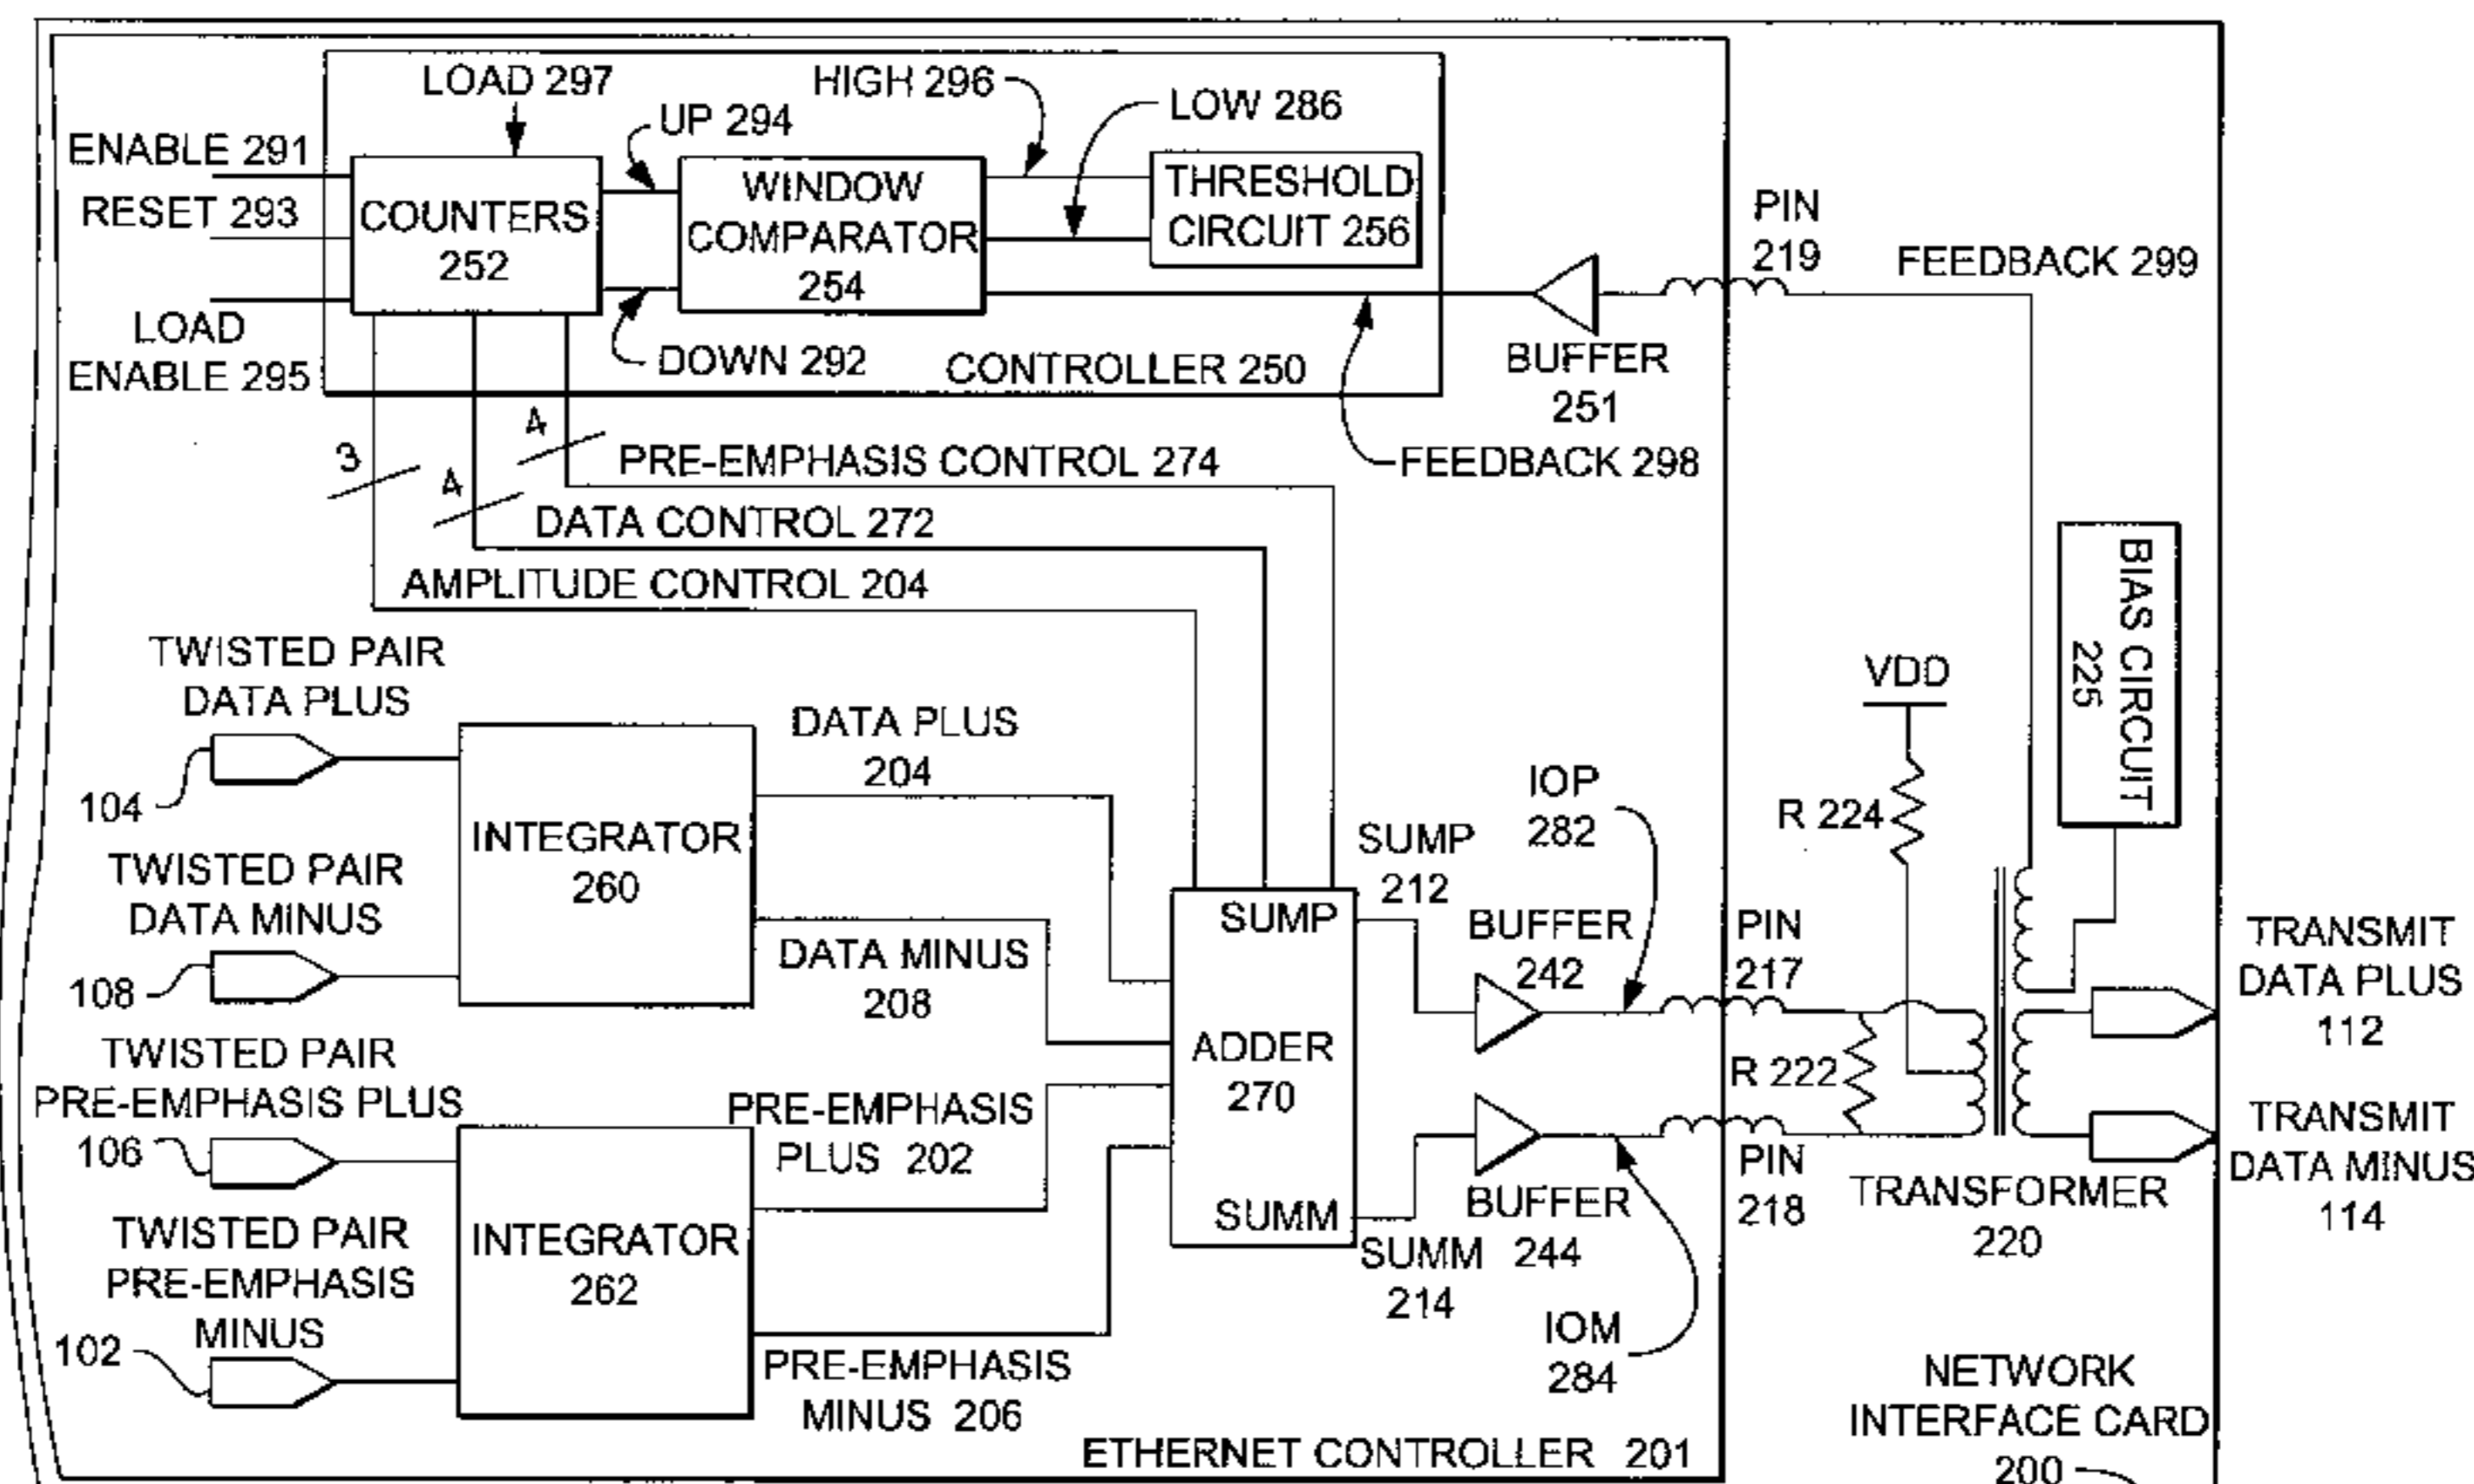 LOAD 297
HIGH 296
LOW 286
UP 294
ENABLE 291
RESET 293
LOAD
ENABLE 295
COUNTERS
252
WINDOW
COMPARATOR
254
THRESHOLD
CIRCUIT 256
DOWN 292
CONTROLLER 250
PIN
219
FEEDBACK 299
BUFFER
251
FEEDBACK 298
3
4
4
PRE-EMPHASIS CONTROL 274
DATA CONTROL 272
AMPLITUDE CONTROL 204
BIAS CIRCUIT
225
VDD
R 224
TWISTED PAIR
DATA PLUS
104
TWISTED PAIR
DATA MINUS
108
INTEGRATOR
260
DATA PLUS
204
DATA MINUS
208
TWISTED PAIR
PRE-EMPHASIS PLUS
106
TWISTED PAIR
PRE-EMPHASIS
MINUS
102
INTEGRATOR
262
PRE-EMPHASIS
PLUS 202
PRE-EMPHASIS
MINUS 206
SUMP
ADDER
270
SUMM
SUMP
212
SUMM
214
BUFFER
242
BUFFER
244
IOP
282
IOM
284
PIN
217
PIN
218
R 222
TRANSFORMER
220
TRANSMIT
DATA PLUS
112
TRANSMIT
DATA MINUS
114
ETHERNET CONTROLLER 201
NETWORK
INTERFACE CARD
200